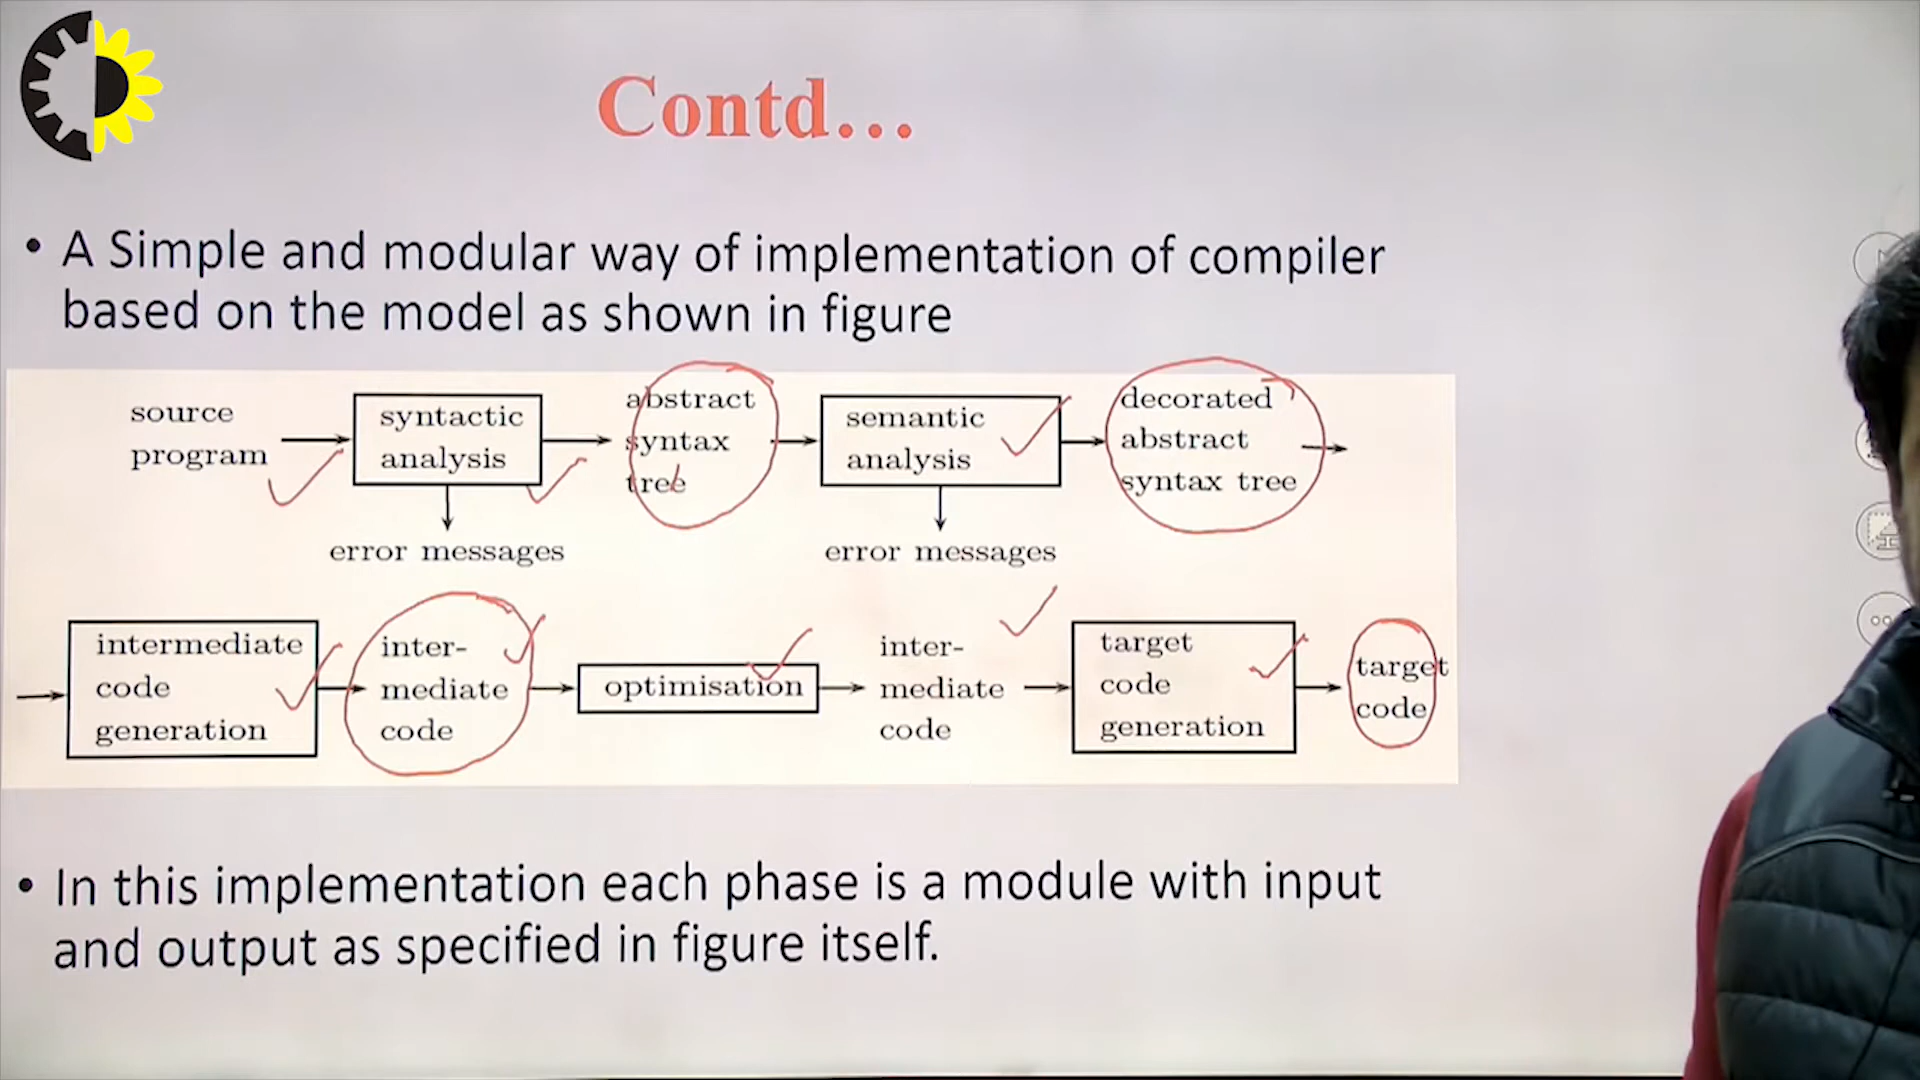 Contd...
• A Simple and modular way of implementation of compiler
based on the model as shown in figure
source
program
syntactic
analysis
abstract
syntax
tree
semantic
analysis
decorated
abstract
syntax tree
error messages
error messages
intermediate
code
generation
inter-
mediate
code
optimisation
inter-
mediate
code
target
code
generation
target
code
• In this implementation each phase is a module with input
and output as specified in figure itself.